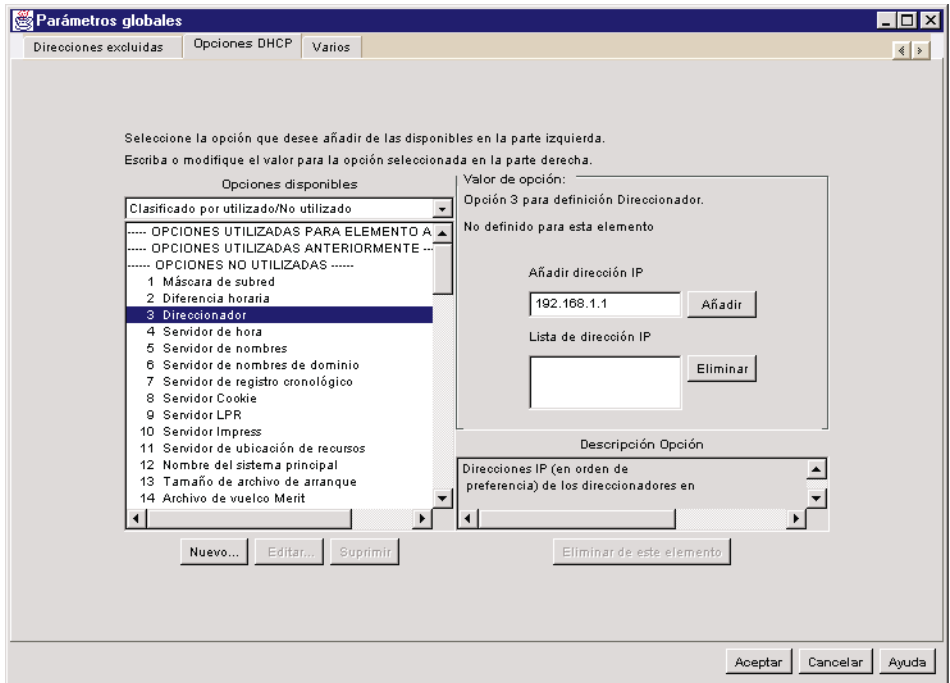 Parámetros globales
Direcciones excluidas
Opciones DHCP
Varios
Seleccione la opción que desee añadir de las disponibles en la parte izquierda.
Escriba o modifique el valor para la opción seleccionada en la parte derecha.
Opciones disponibles
Clasificado por utilizado/No utilizado
----- OPCIONES UTILIZADAS PARA ELEMENTO A
----- OPCIONES UTILIZADAS ANTERIORMENTE --
------ OPCIONES NO UTILIZADAS ------
1 Máscara de subred
2 Diferencia horaria
3 Direccionador
4 Servidor de hora
5 Servidor de nombres
6 Servidor de nombres de dominio
7 Servidor de registro cronológico
8 Servidor Cookie
9 Servidor LPR
10 Servidor Impress
11 Servidor de ubicación de recursos
12 Nombre del sistema principal
13 Tamaño de archivo de arranque
14 Archivo de vuelco Merit
Nuevo...
Editar...
Suprimir
Valor de opción:
Opción 3 para definición Direccionador.
No definido para esta elemento
Añadir dirección IP
192.168.1.1
Añadir
Lista de dirección IP
Eliminar
Descripción Opción
Direcciones IP (en orden de
preferencia) de los direccionadores en
Eliminar de este elemento
Aceptar
Cancelar
Ayuda